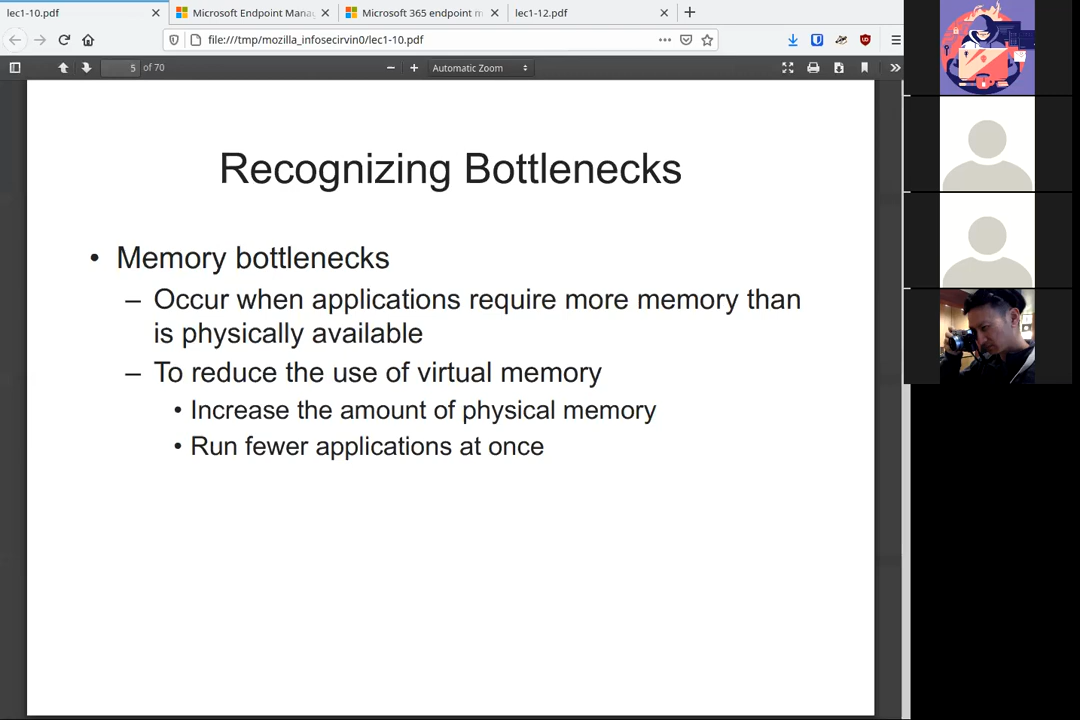 lec1-10.pdf
Microsoft Endpoint Mana
Microsoft 365 endpoint m
lec1-12.pdf
file:///tmp/mozilla_infosecirvin0/lec1-10.pdf
5 of 70
Automatic Zoom
Recognizing Bottlenecks
• Memory bottlenecks
– Occur when applications require more memory than
is physically available
– To reduce the use of virtual memory
• Increase the amount of physical memory
• Run fewer applications at once